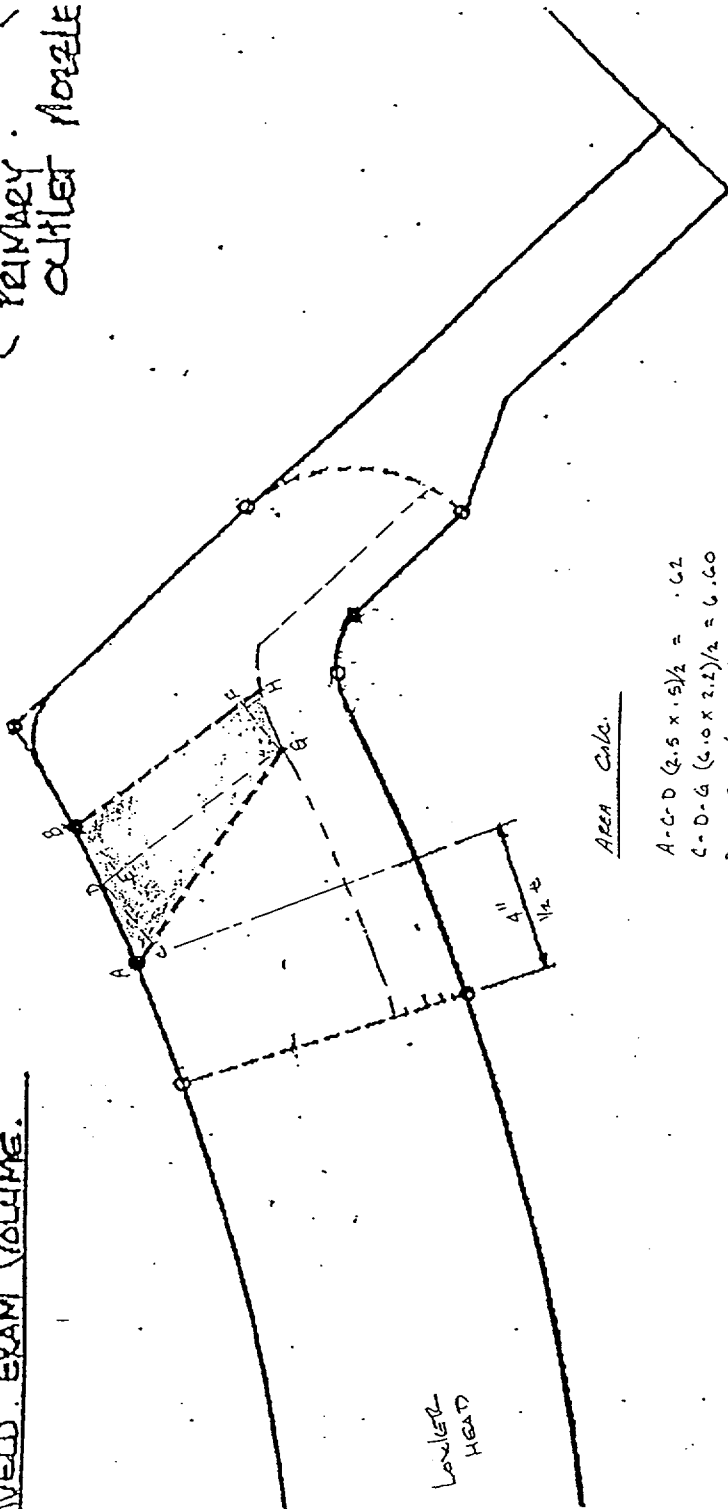 ( PRIMARY
OUTLET Nozzle
WELD. EXAM VOLUME.
B
D
E
A
C
F
H
G
4"
1/2 t
LOWER
HEAD
AREA Calc.
A-C-D (2.5 x .5)/2 = .62
C-D-G (6.0 x 2.2)/2 = 6.60